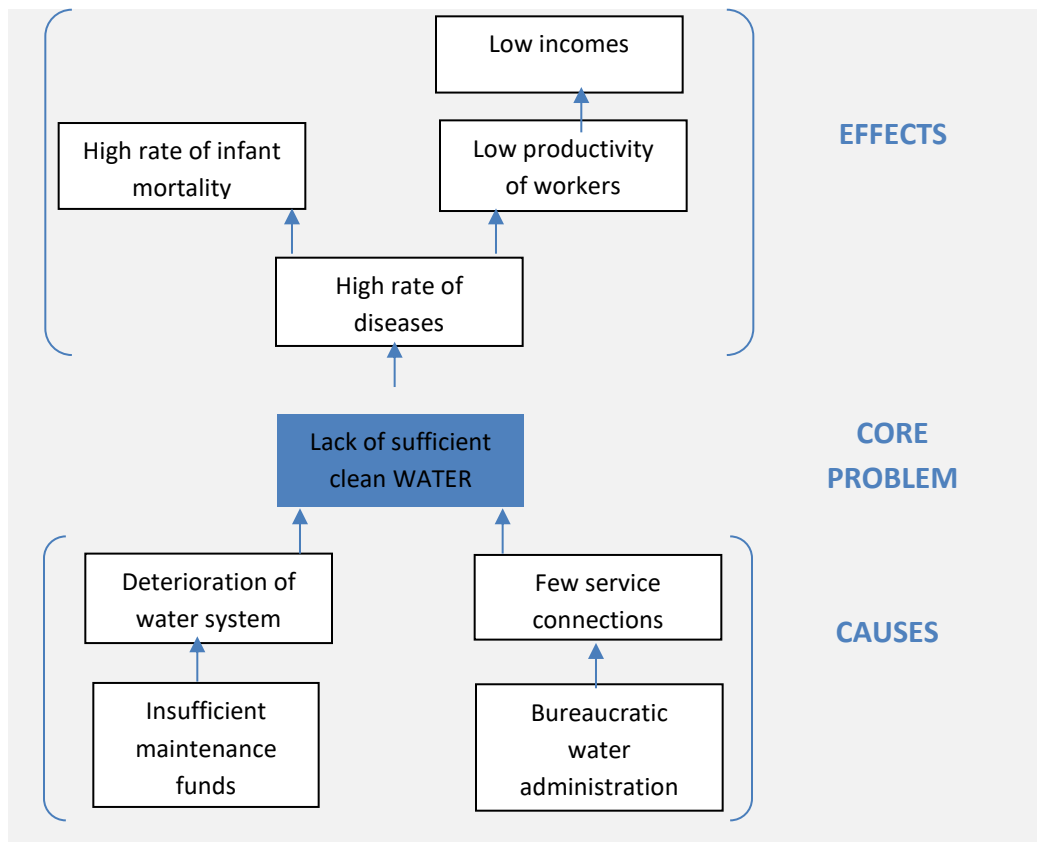 Low incomes
EFFECTS
High rate of infant
mortality
Low productivity
of workers
High rate of
diseases
Lack of sufficient
clean WATER
CORE
PROBLEM
Deterioration of
water system
Few service
connections
CAUSES
Insufficient
maintenance
funds
Bureaucratic
water
administration